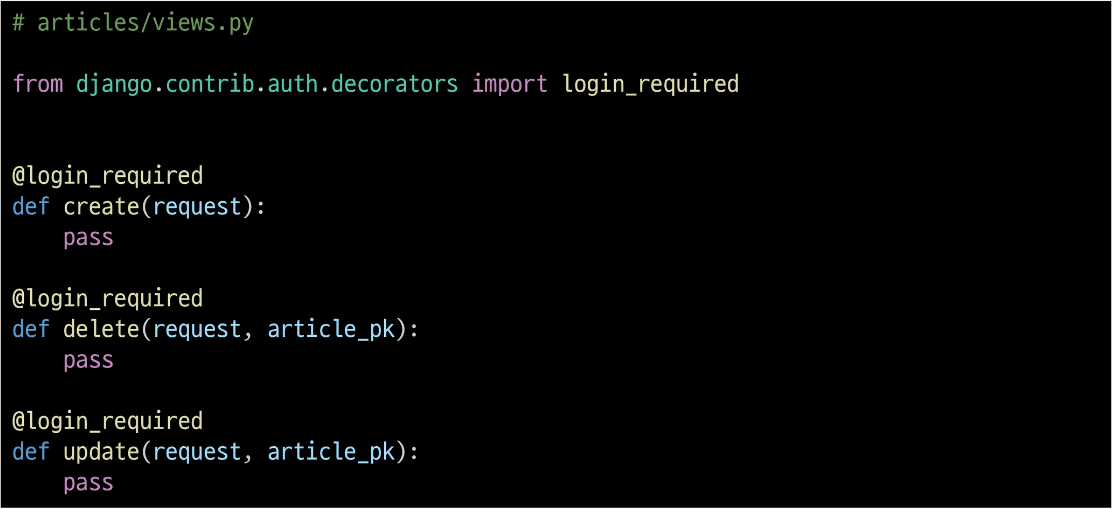 # articles/views.py
from django.contrib.auth.decorators import login_required
@login_required
def create(request):
    pass
@login_required
def delete(request, article_pk):
    pass
@login_required
def update(request, article_pk):
    pass